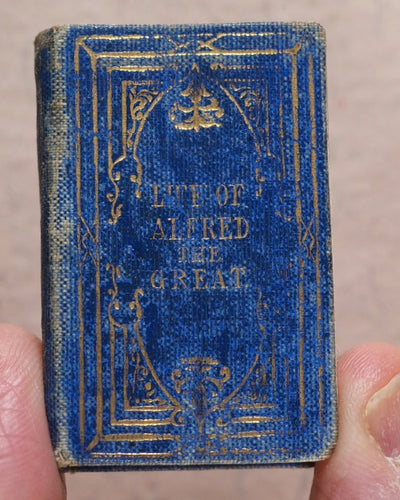 LIFE OF
ALFRED
THE
GREAT.